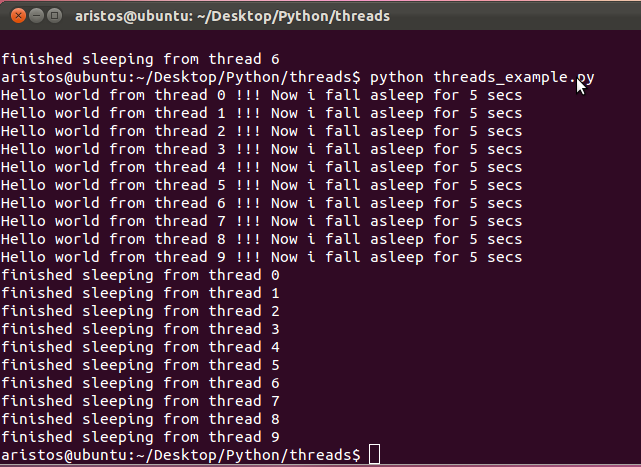 aristos@ubuntu: ~/Desktop/Python/threads
finished sleeping from thread 6
aristos@ubuntu:~/Desktop/Python/threads$ python threads_example.py
Hello world from thread 0 !!! Now i fall asleep for 5 secs
Hello world from thread 1 !!! Now i fall asleep for 5 secs
Hello world from thread 2 !!! Now i fall asleep for 5 secs
Hello world from thread 3 !!! Now i fall asleep for 5 secs
Hello world from thread 4 !!! Now i fall asleep for 5 secs
Hello world from thread 5 !!! Now i fall asleep for 5 secs
Hello world from thread 6 !!! Now i fall asleep for 5 secs
Hello world from thread 7 !!! Now i fall asleep for 5 secs
Hello world from thread 8 !!! Now i fall asleep for 5 secs
Hello world from thread 9 !!! Now i fall asleep for 5 secs
finished sleeping from thread 0
finished sleeping from thread 1
finished sleeping from thread 2
finished sleeping from thread 3
finished sleeping from thread 4
finished sleeping from thread 5
finished sleeping from thread 6
finished sleeping from thread 7
finished sleeping from thread 8
finished sleeping from thread 9
aristos@ubuntu:~/Desktop/Python/threads$